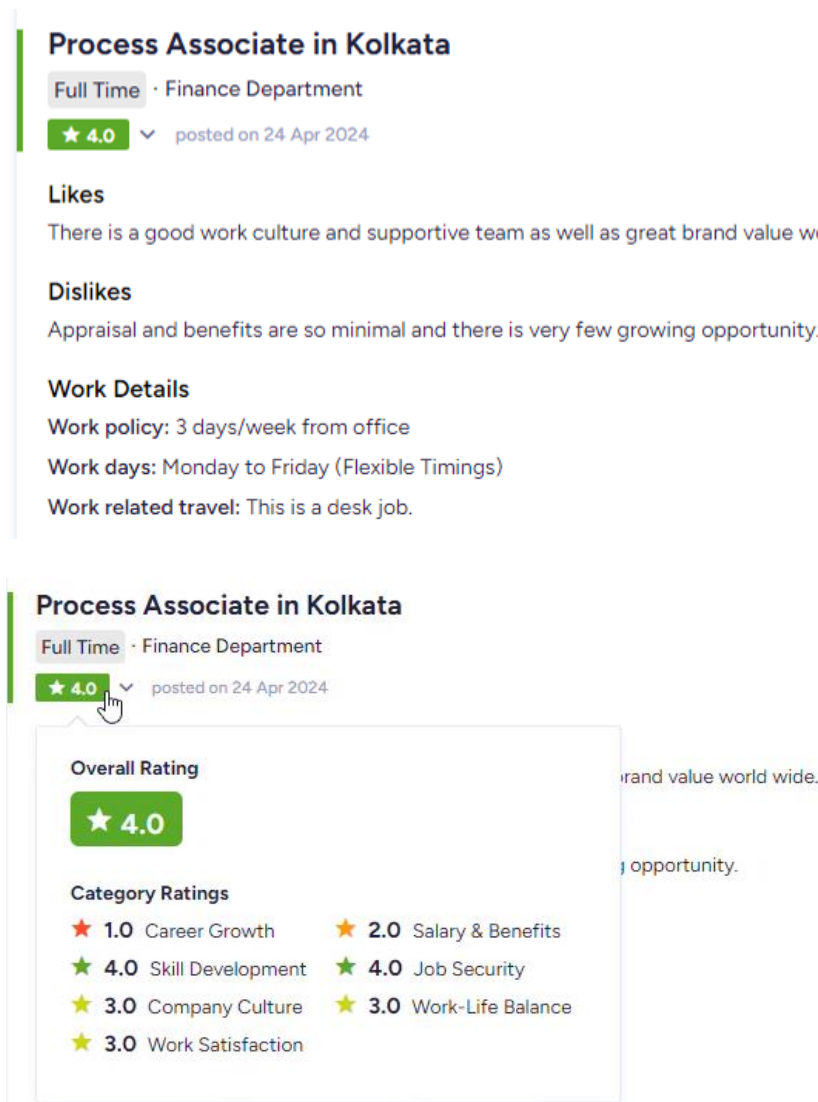 Process Associate in Kolkata
Full Time · Finance Department
★ 4.0 posted on 24 Apr 2024
Likes
There is a good work culture and supportive team as well as great brand value
Dislikes
Appraisal and benefits are so minimal and there is very few growing opportunity.
Work Details
Work policy: 3 days/week from office
Work days: Monday to Friday (Flexible Timings)
Work related travel: This is a desk job.
Process Associate in Kolkata
Full Time · Finance Department
★ 4.0 posted on 24 Apr 2024
Overall Rating
brand value world wide.
★ 4.0
opportunity.
Category Ratings
★ 1.0 Career Growth ★ 2.0 Salary & Benefits
★ 4.0 Skill Development ★ 4.0 Job Security
★ 3.0 Company Culture ★ 3.0 Work-Life Balance
★ 3.0 Work Satisfaction